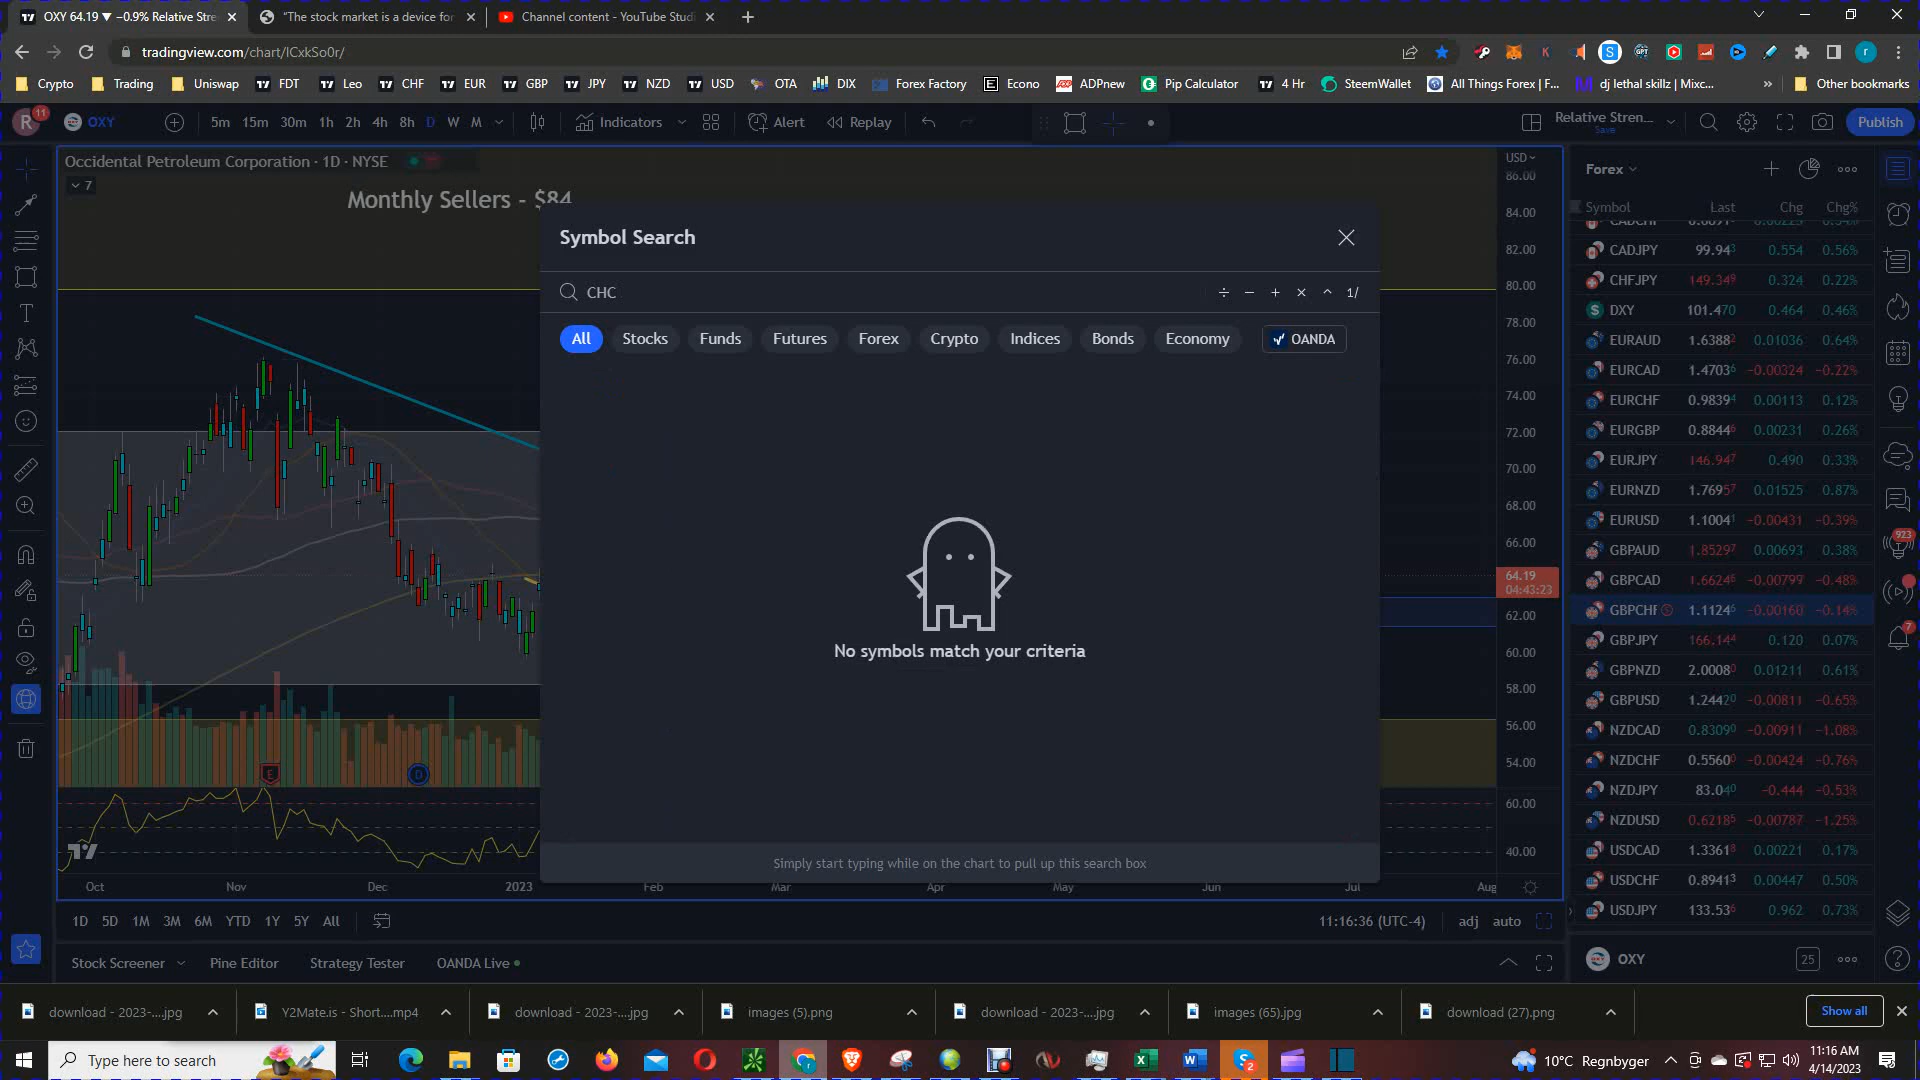 OXY 64.19 ▼ −0.9% Relative Stre
"The stock market is a device for
Channel content - YouTube Studi
tradingview.com/chart/lCxkSo0r/
Crypto
Trading
Uniswap
FDT
Leo
CHF
EUR
GBP
JPY
NZD
USD
OTA
DIX
Forex Factory
Econo
ADPnew
Pip Calculator
4 Hr
SteemWallet
All Things Forex | F...
dj lethal skillz | Mixc...
»
Other bookmarks
R
11
OXY
5m 15m 30m 1h 2h 4h 8h D W M
Indicators
Alert
Replay
Relative Stren...
Save
Publish
Occidental Petroleum Corporation · 1D · NYSE
7
Monthly Sellers - $84
Symbol Search
CHC
÷ − + × ^ 1/
All Stocks Funds Futures Forex Crypto Indices Bonds Economy OANDA
No symbols match your criteria
Simply start typing while on the chart to pull up this search box
USD
86.00
84.00
82.00
80.00
78.00
76.00
74.00
72.00
70.00
68.00
66.00
64.19
04:43:23
62.00
60.00
58.00
56.00
54.00
60.00
40.00
E
D
Oct Nov Dec 2023 Feb Mar Apr May Jun Jul Aug
1D 5D 1M 3M 6M YTD 1Y 5Y All
11:16:36 (UTC-4) adj auto
Stock Screener
Pine Editor
Strategy Tester
OANDA Live
Forex
Symbol Last Chg Chg%
CADJPY 99.943 0.554 0.56%
CHFJPY 149.349 0.324 0.22%
DXY 101.470 0.464 0.46%
EURAUD 1.63882 0.01036 0.64%
EURCAD 1.47036 −0.00324 −0.22%
EURCHF 0.98394 0.00113 0.12%
EURGBP 0.88446 0.00231 0.26%
EURJPY 146.947 0.490 0.33%
EURNZD 1.76957 0.01525 0.87%
EURUSD 1.10041 −0.00431 −0.39%
GBPAUD 1.85297 0.00693 0.38%
GBPCAD 1.66246 −0.00799 −0.48%
GBPCHF 1.11246 −0.00160 −0.14%
GBPJPY 166.144 0.120 0.07%
GBPNZD 2.00080 0.01211 0.61%
GBPUSD 1.24420 −0.00811 −0.65%
NZDCAD 0.83090 −0.00911 −1.08%
NZDCHF 0.55600 −0.00424 −0.76%
NZDJPY 83.040 −0.444 −0.53%
NZDUSD 0.62185 −0.00787 −1.25%
USDCAD 1.33618 0.00221 0.17%
USDCHF 0.89413 0.00447 0.50%
USDJPY 133.536 0.962 0.73%
OXY
25
923
7
download - 2023-....jpg
Y2Mate.is - Short....mp4
download - 2023-....jpg
images (5).png
download - 2023-....jpg
images (65).jpg
download (27).png
Show all
Type here to search
10°C Regnbyger
11:16 AM
4/14/2023